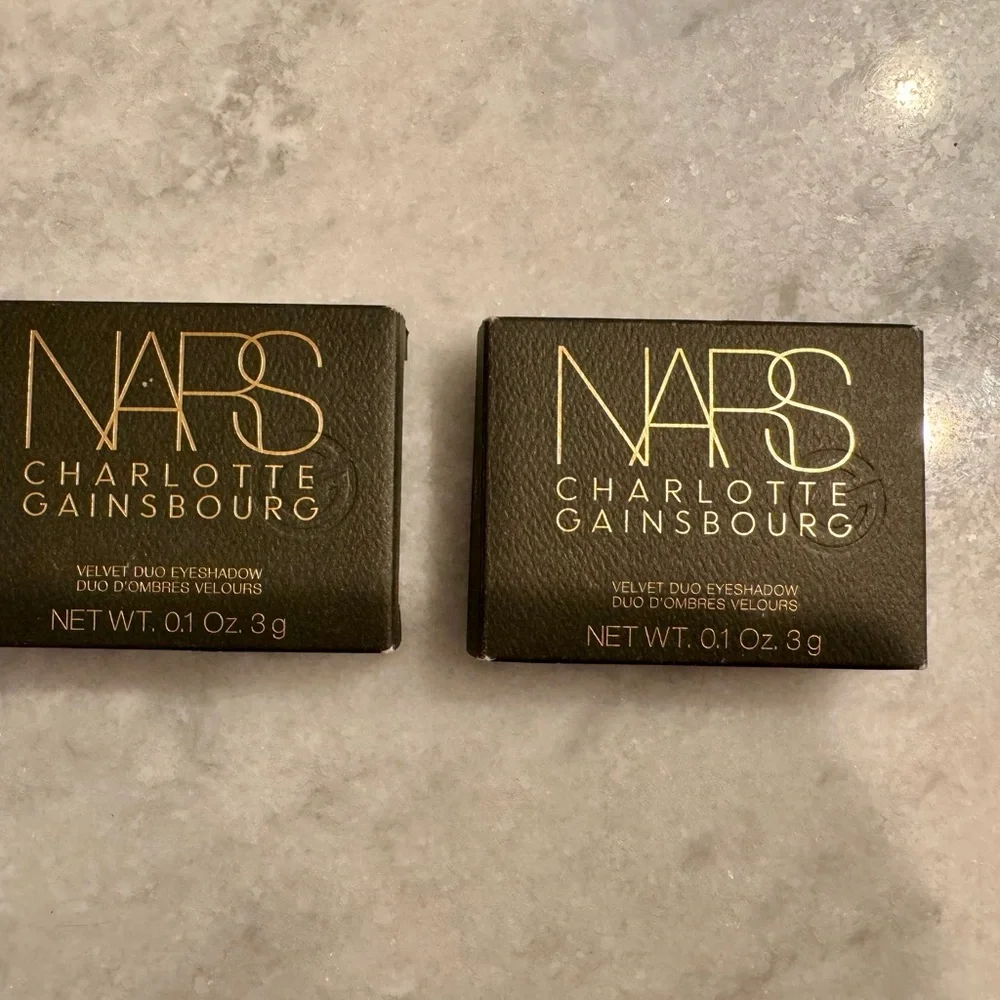 NARS
CHARLOTTE
GAINSBOURG
VELVET DUO EYESHADOW
DUO D'OMBRES VELOURS
NET WT. 0.1 Oz. 3 g
NARS
CHARLOTTE
GAINSBOURG
VELVET DUO EYESHADOW
DUO D'OMBRES VELOURS
NET WT. 0.1 Oz. 3 g